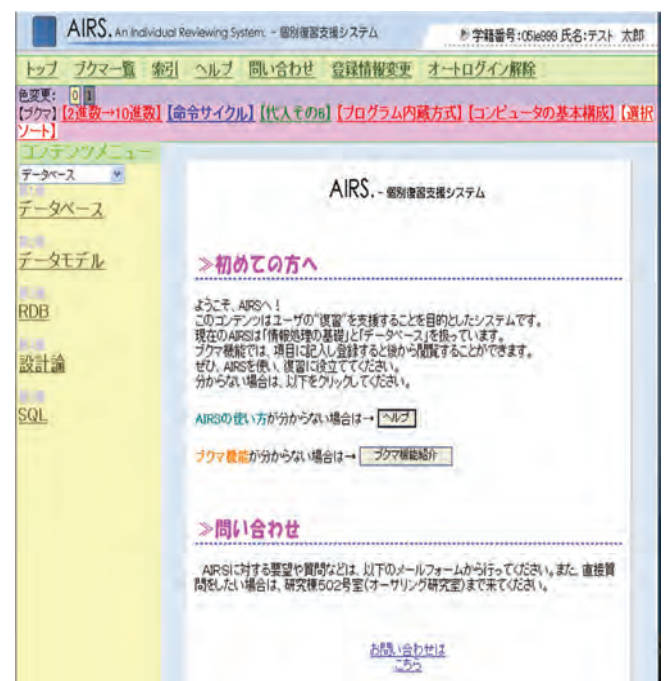 AIRS. An Individual Reviewing System. - 個別復習支援システム
学籍番号:05ie999 氏名:テスト 太郎
トップ ブクマ一覧 索引 ヘルプ 問い合わせ 登録情報変更 オートログイン解除
色変更: 0 1
【ブクマ】【2進数→10進数】【命令サイクル】【代入その6】【プログラム内蔵方式】【コンピュータの基本構成】【選択
ソート】
コンテンツメニュー
データベース
データベース
データモデル
RDB
設計論
SQL
AIRS. - 個別復習支援システム
≫初めての方へ
ようこそ、AIRSへ!
このコンテンツはユーザの"復習"を支援することを目的としたシステムです。
現在のAIRSは「情報処理の基礎」と「データベース」を扱っています。
ブクマ機能では、項目に記入し登録すると後から閲覧することができます。
ぜひ、AIRSを使い、復習に役立ててください。
分からない場合は、以下をクリックしてください。
AIRSの使い方が分からない場合は→ ヘルプ
ブクマ機能が分からない場合は→ ブクマ機能紹介
≫問い合わせ
AIRSに対する要望や質問などは、以下のメールフォームから行ってください。また、直接質
問をしたい場合は、研究棟502号室(オーサリング研究室)まで来てください。
お問い合わせは
こちら